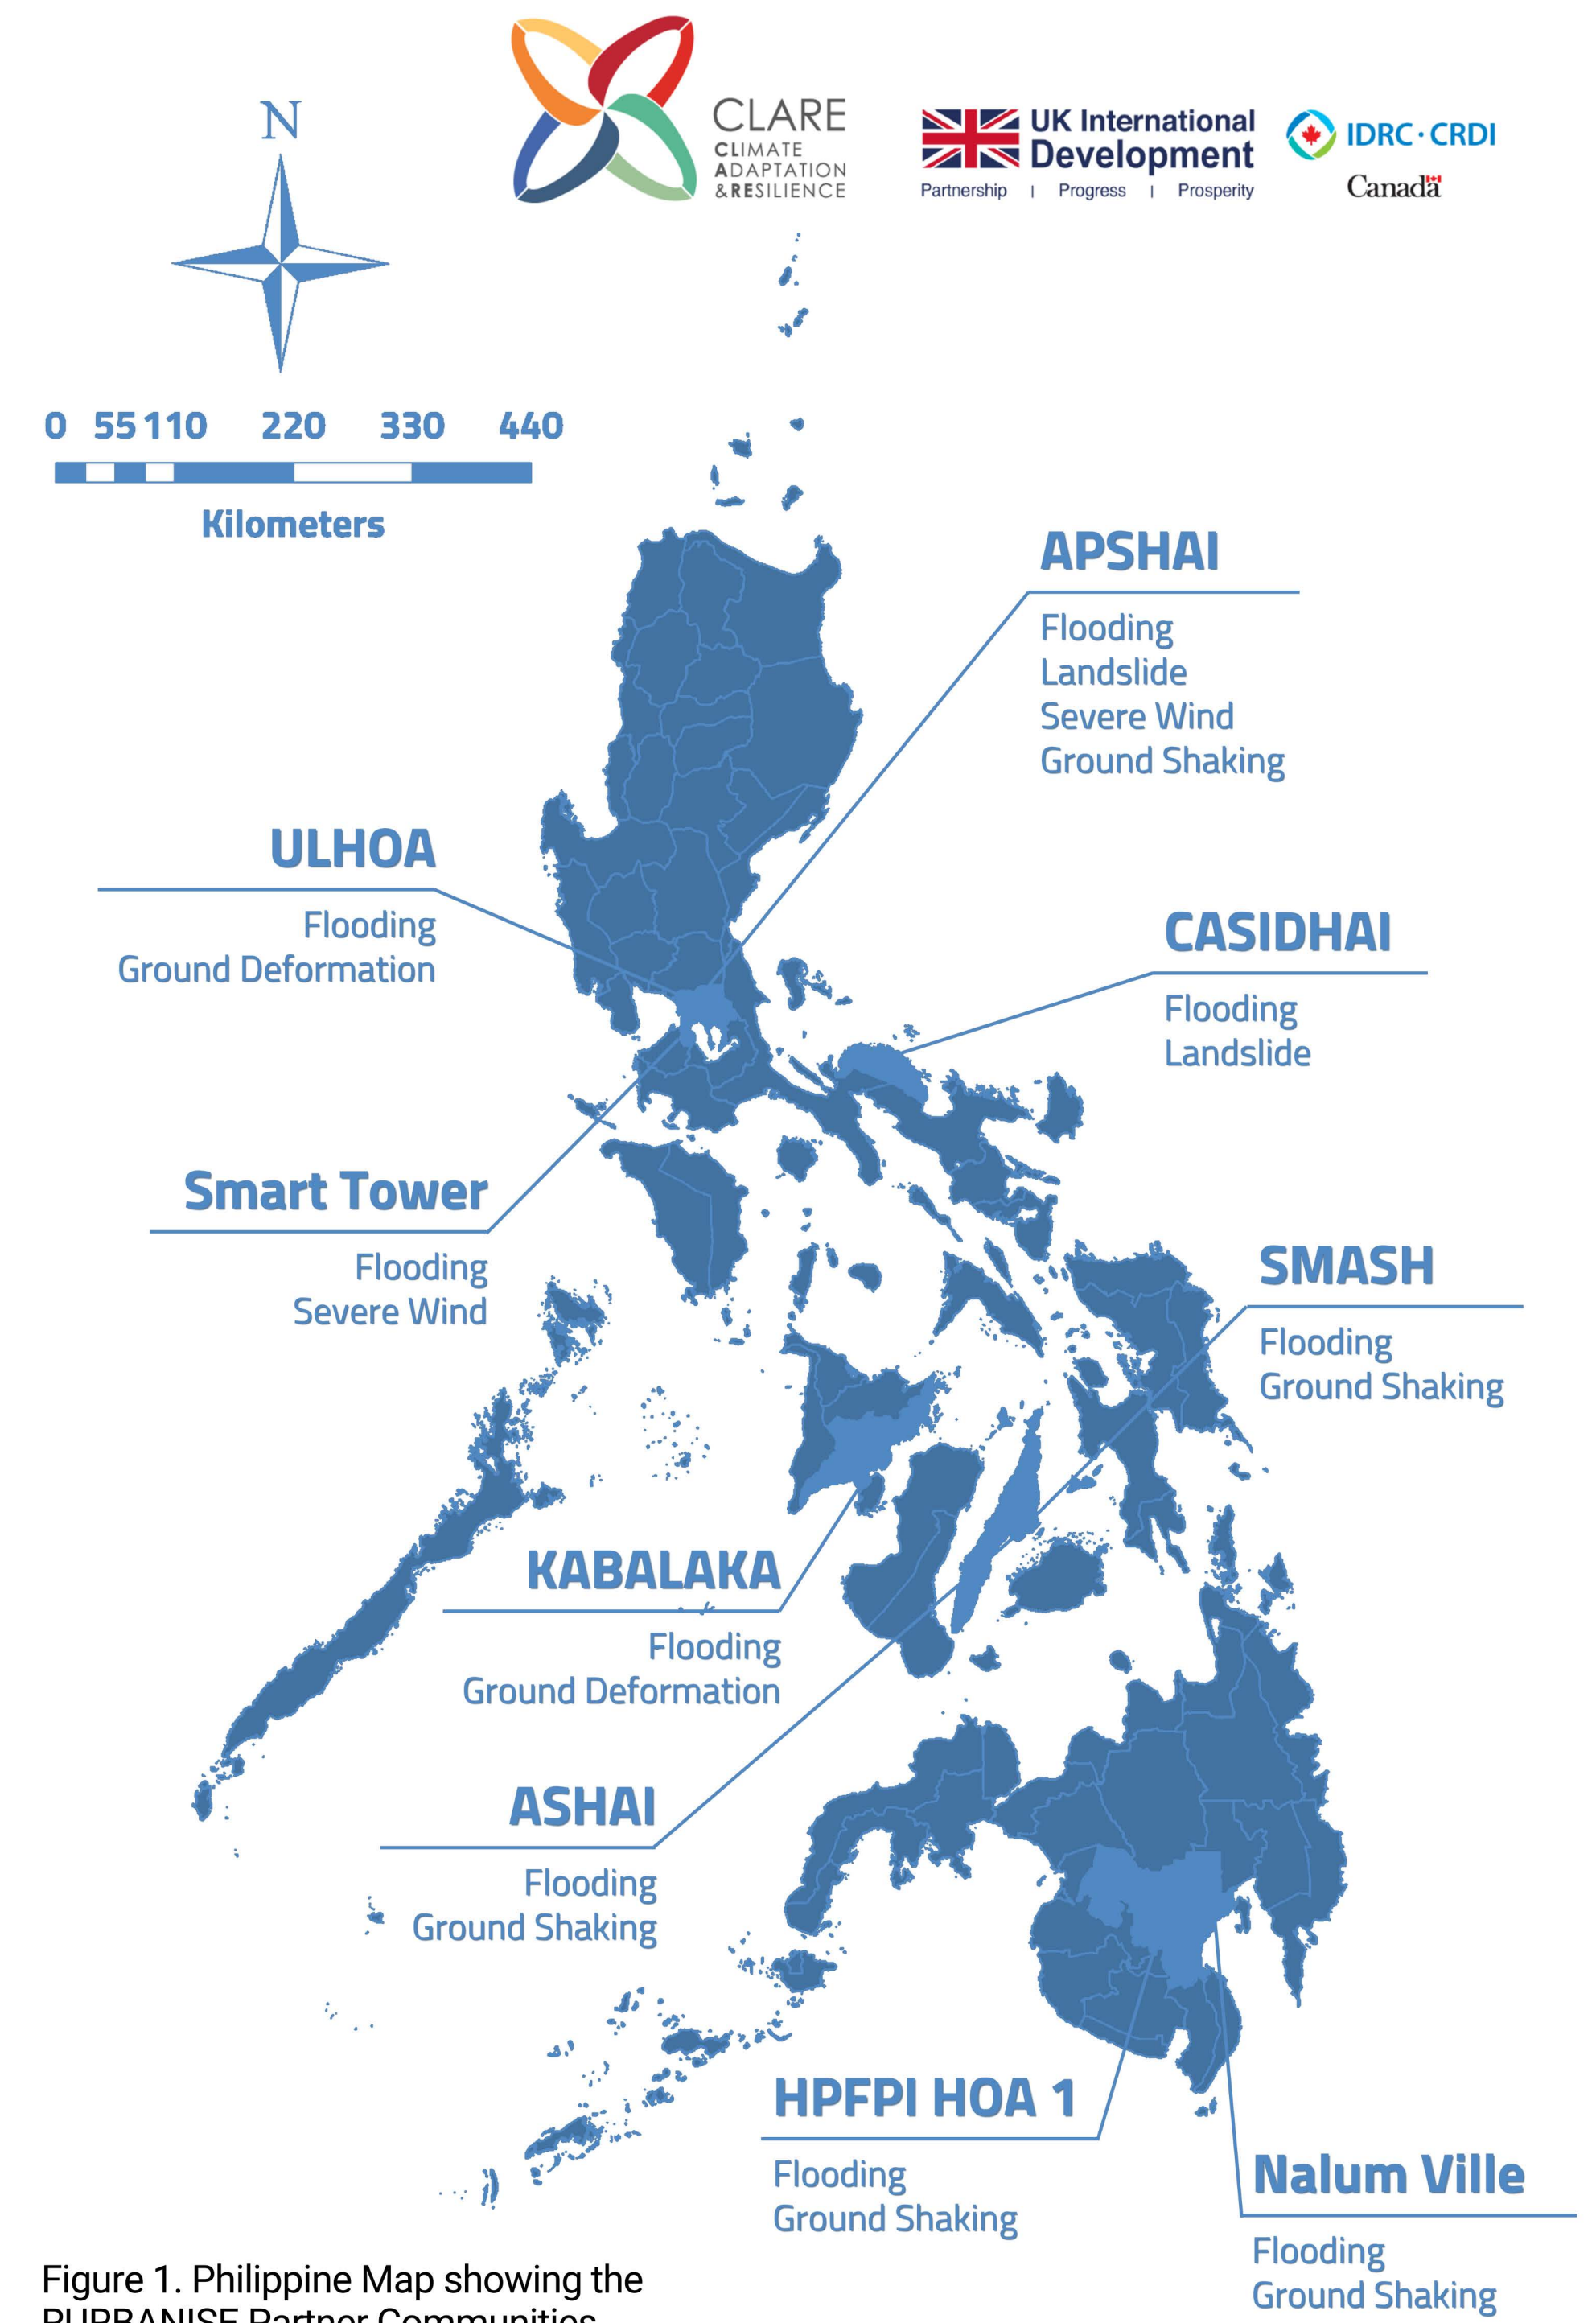 CLARE
CLIMATE
ADAPTATION
&RESILIENCE
UK International
Development
Partnership | Progress | Prosperity
IDRC · CRDI
Canada
N
0 55 110 220 330 440
Kilometers
APSHAI
Flooding
Landslide
Severe Wind
Ground Shaking
ULHOA
Flooding
Ground Deformation
CASIDHAI
Flooding
Landslide
Smart Tower
Flooding
Severe Wind
SMASH
Flooding
Ground Shaking
KABALAKA
Flooding
Ground Deformation
ASHAI
Flooding
Ground Shaking
HPFPI HOA 1
Flooding
Ground Shaking
Nalum Ville
Flooding
Ground Shaking
Figure 1. Philippine Map showing the
Partner Communities